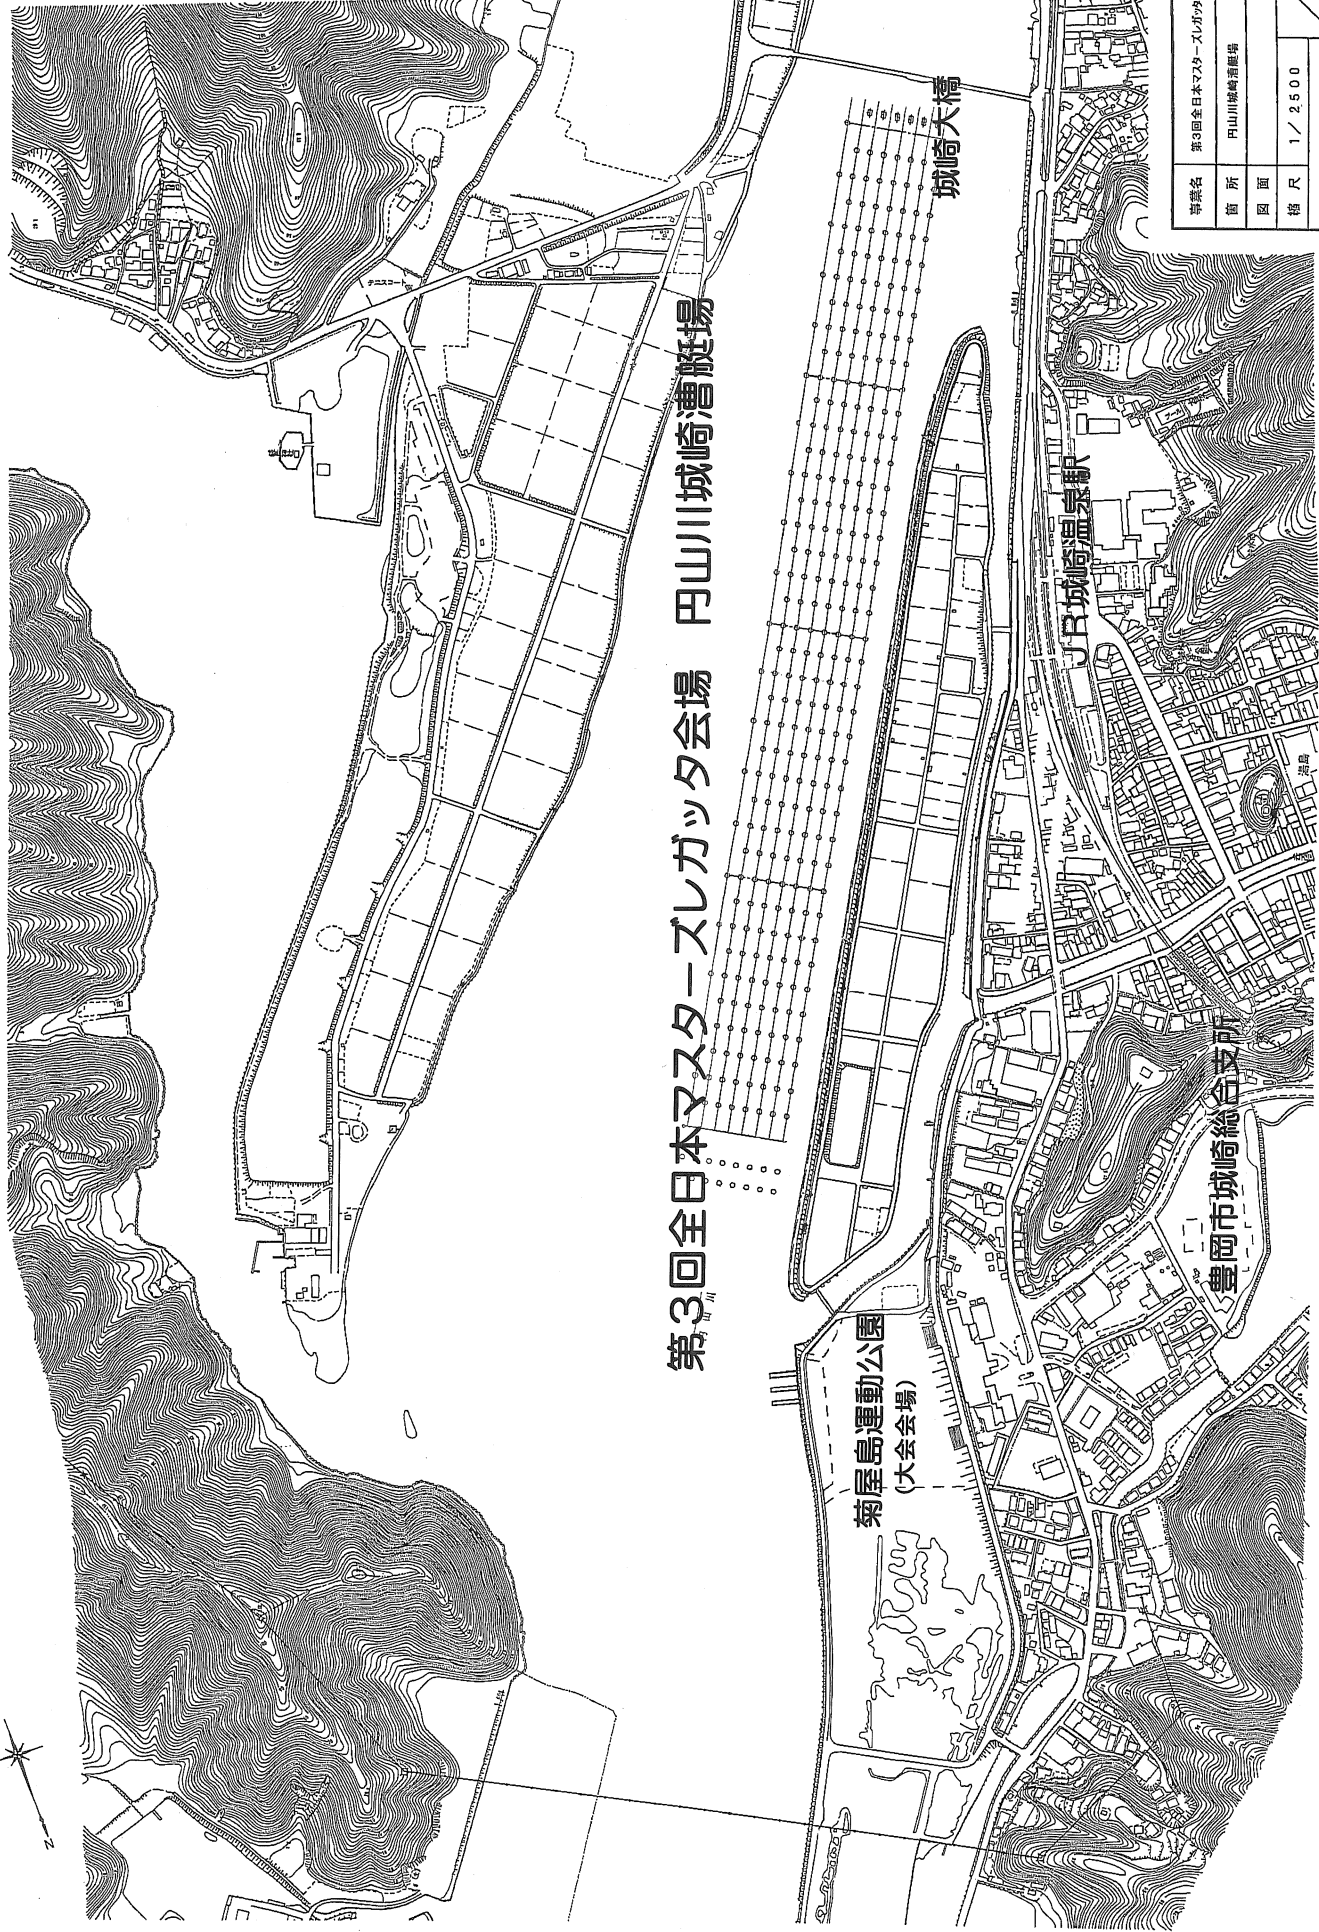 第3回全日本マスターズレガッタ会場　円山川城崎漕艇場
城崎大橋
JR城崎温泉駅
豊岡市城崎総合支所
菊屋島運動公園
(大会会場)
事業名　第3回全日本マスターズレガッタ
箇所　円山川城崎漕艇場
図面
縮尺　1/2500
テニスコート
湯島
円山川
N